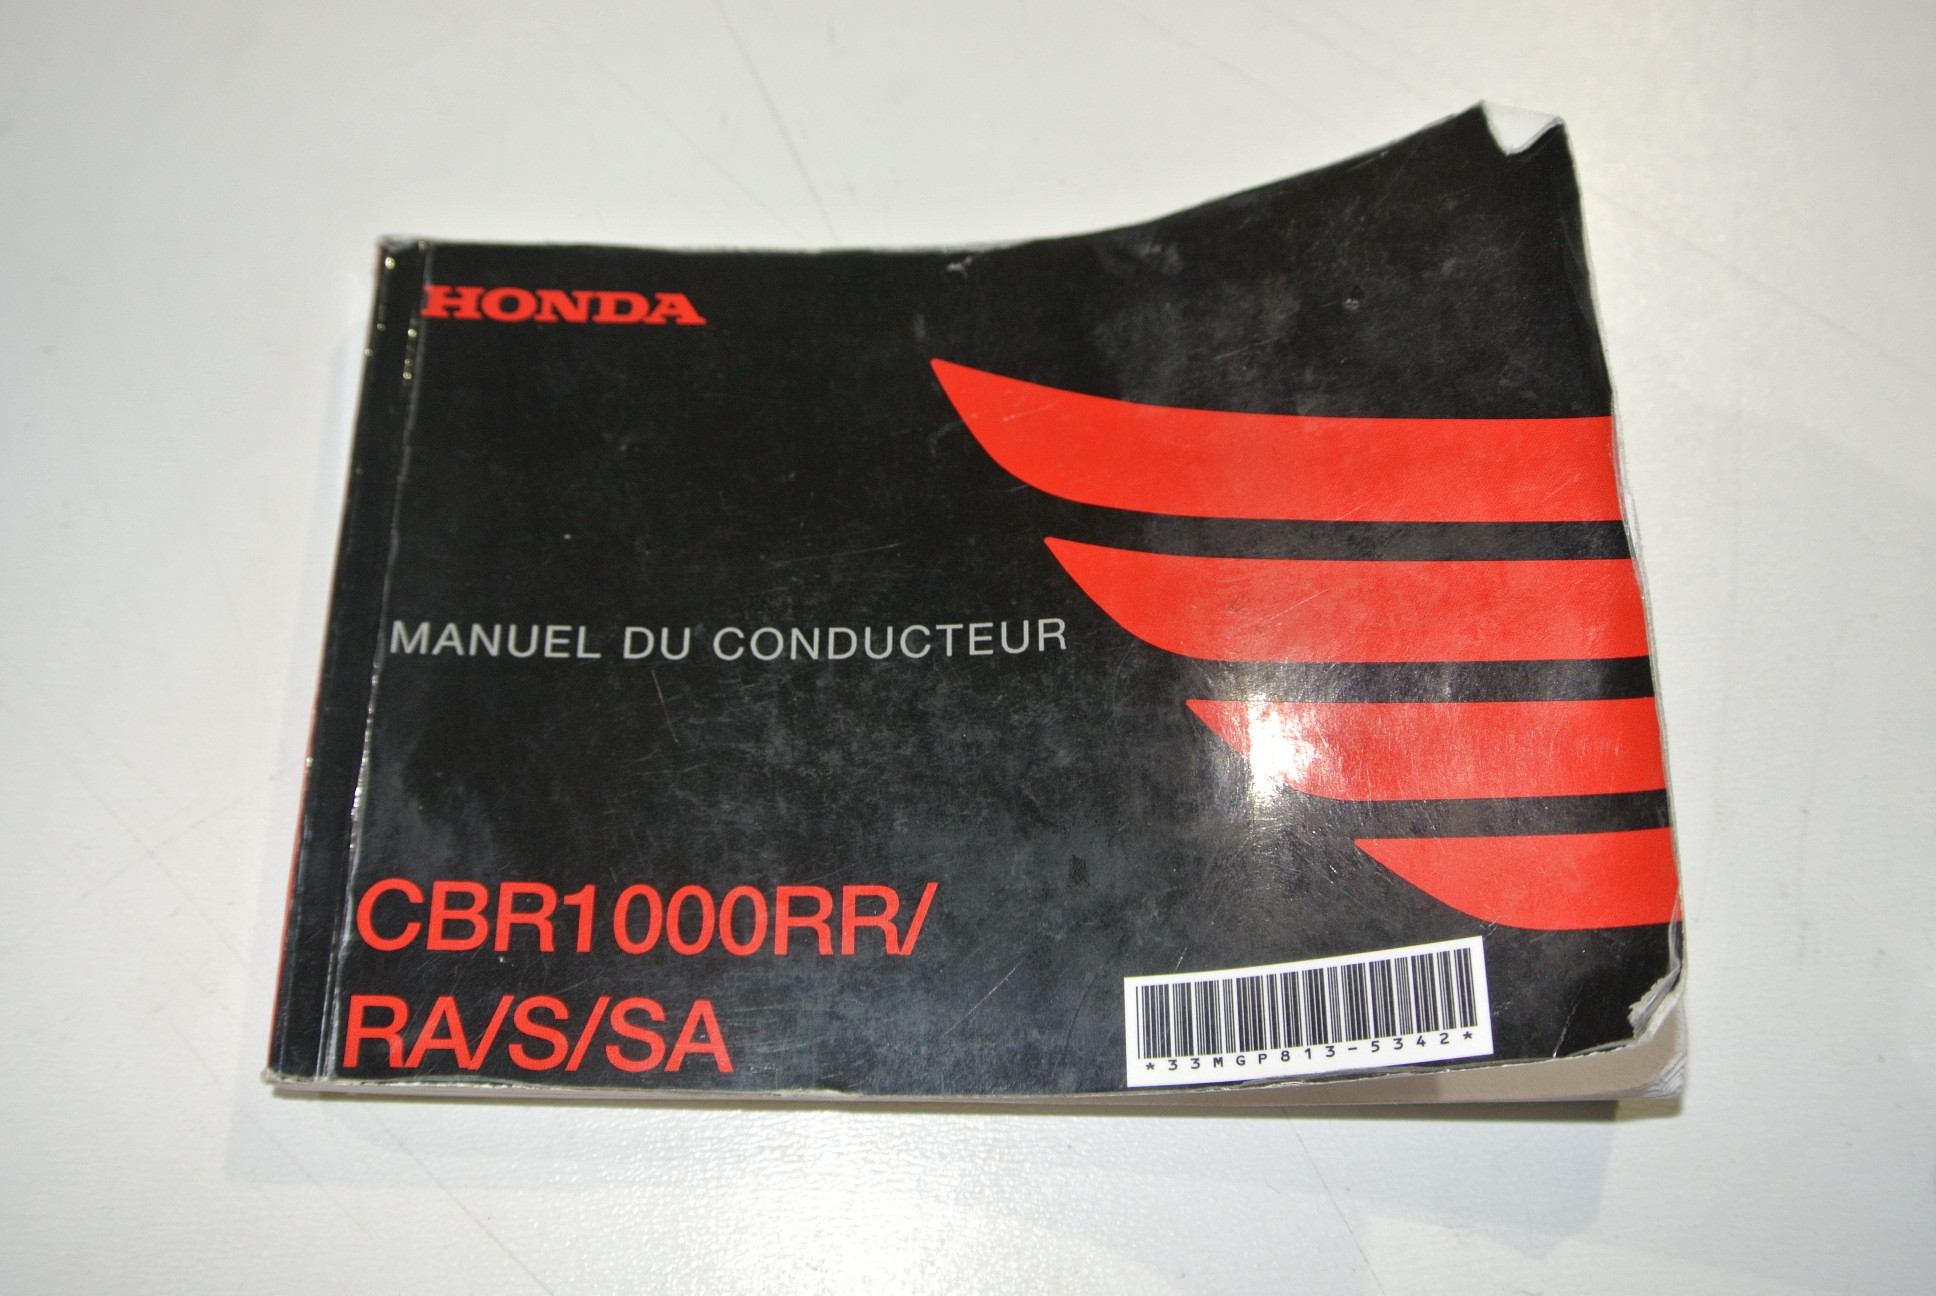 HONDA
MANUEL DU CONDUCTEUR
CBR1000RR/
RA/S/SA
*33MGP813-5342*